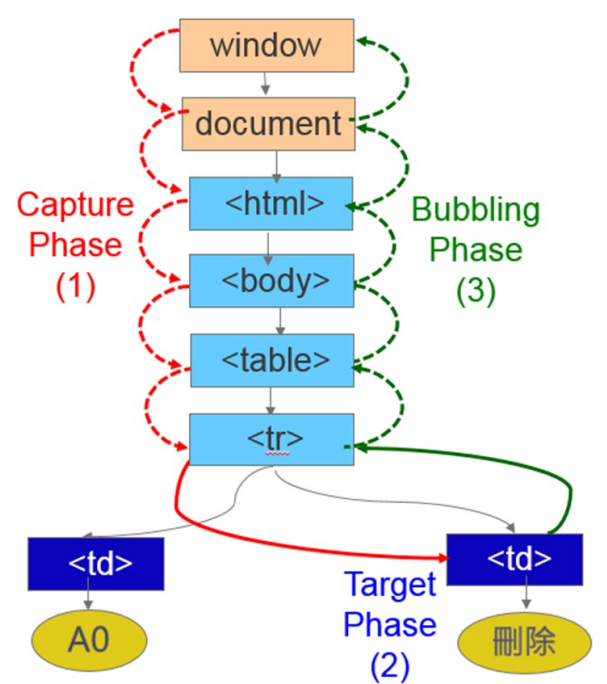 window
document
<html>
Capture
Phase
(1)
Bubbling
Phase
(3)
<body>
<table>
<tr>
<td>
<td>
Target
Phase
(2)
A0
刪除